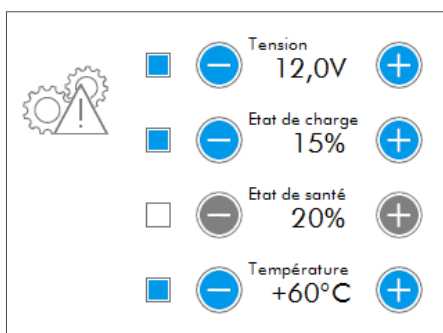 Tension
12,0V
Etat de charge
15%
Etat de santé
20%
Température
+60°C